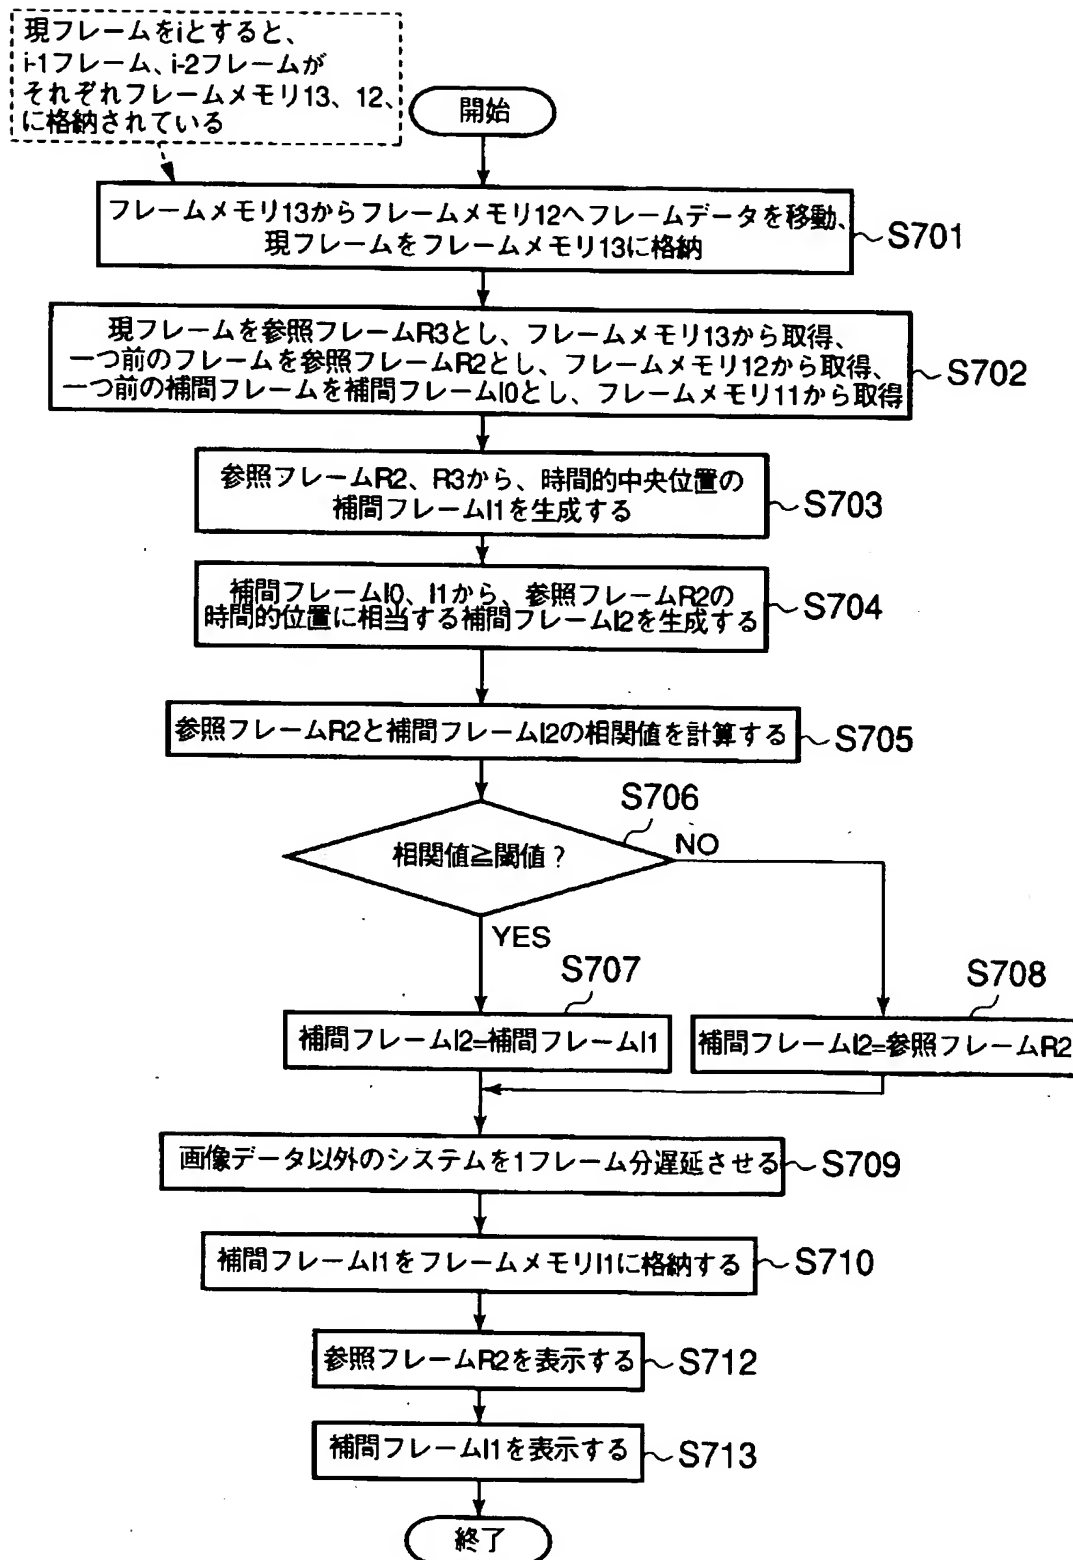 現フレームをiとすると、
i-1フレーム、i-2フレームが
それぞれフレームメモリ13、12、
に格納されている
開始
フレームメモリ13からフレームメモリ12へフレームデータを移動、
現フレームをフレームメモリ13に格納
S701
現フレームを参照フレームR3とし、フレームメモリ13から取得、
一つ前のフレームを参照フレームR2とし、フレームメモリ12から取得、
一つ前の補間フレームを補間フレームI0とし、フレームメモリ11から取得
S702
参照フレームR2、R3から、時間的中央位置の
補間フレームI1を生成する
S703
補間フレームI0、I1から、参照フレームR2の
時間的位置に相当する補間フレームI2を生成する
S704
参照フレームR2と補間フレームI2の相関値を計算する
S705
S706
相関値≧閾値?
NO
YES
S707
補間フレームI2=補間フレームI1
S708
補間フレームI2=参照フレームR2
画像データ以外のシステムを1フレーム分遅延させる
S709
補間フレームI1をフレームメモリI1に格納する
S710
参照フレームR2を表示する
S712
補間フレームI1を表示する
S713
終了